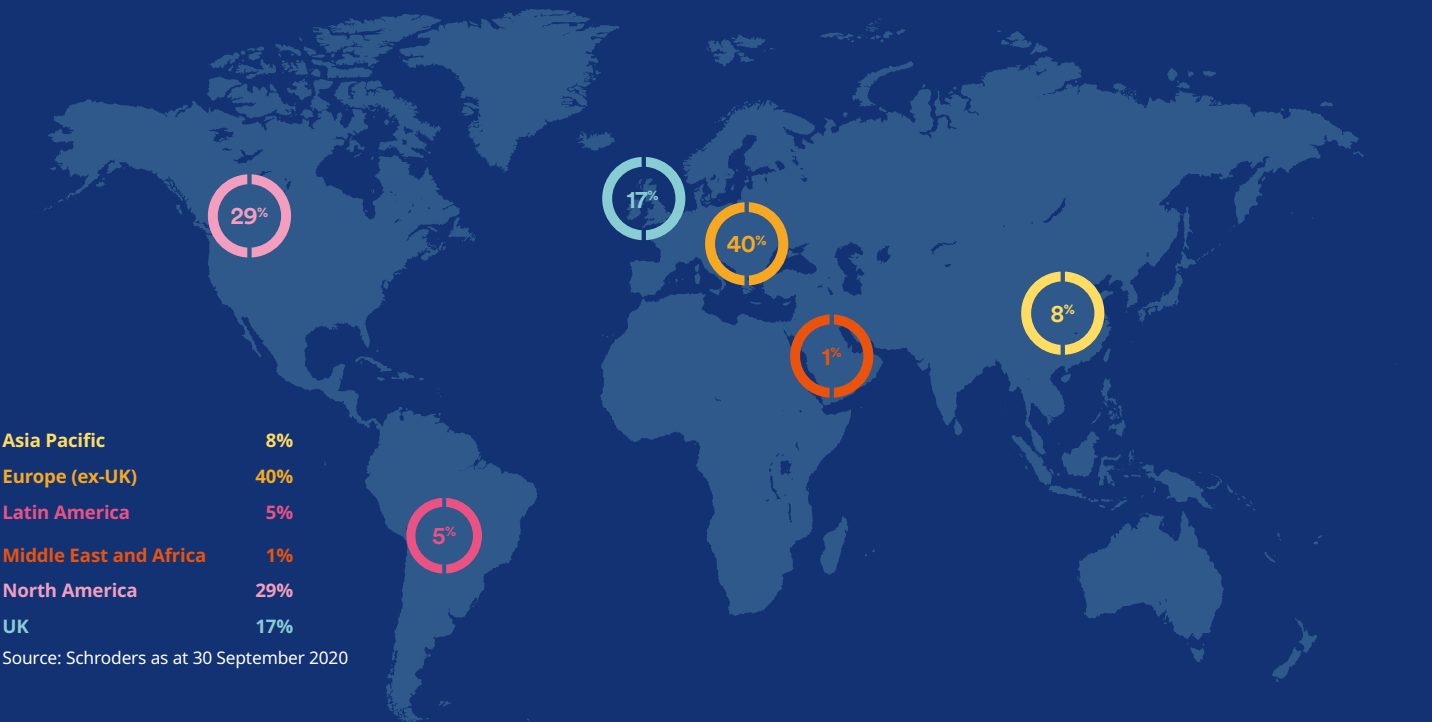 17%
29%
40%
8%
1%
Asia Pacific 8%
Europe (ex-UK) 40%
Latin America 5%
5%
Middle East and Africa 1%
North America 29%
UK 17%
Source: Schroders as at 30 September 2020